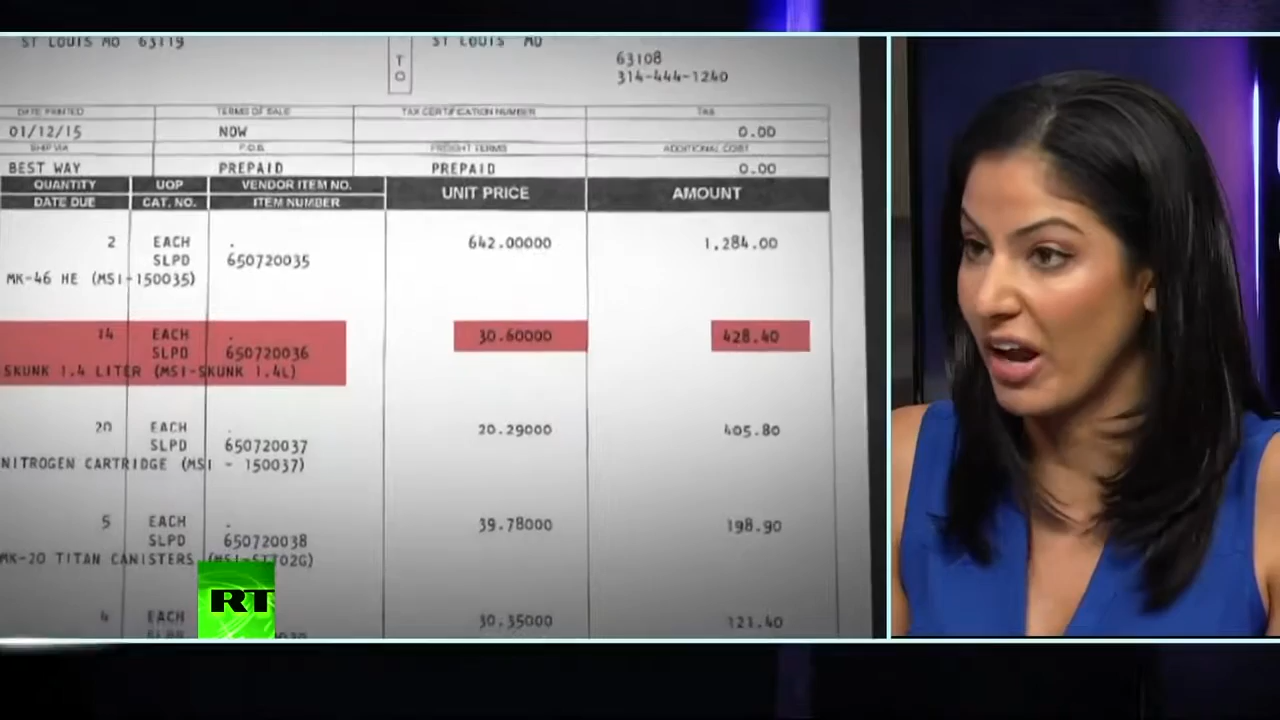 ST LOUIS MO 63119
ST LOUIS MO
TO
63108
314-444-1240
DATE PRINTED TERMS OF SALE TAX CERTIFICATION NUMBER TAX
01/12/15 NOW 0.00
SHIP VIA F.O.B. FREIGHT TERMS ADDITIONAL COST
BEST WAY PREPAID PREPAID 0.00
QUANTITY UOP VENDOR ITEM NO. UNIT PRICE AMOUNT
DATE DUE CAT. NO. ITEM NUMBER
2 EACH . 642.00000 1,284.00
SLPD 650720035
MK-46 HE (MSI-150035)
14 EACH . 30.60000 428.40
SLPD 650720036
SKUNK 1.4 LITER (MSI-SKUNK 1.4L)
20 EACH . 20.29000 405.80
SLPD 650720037
NITROGEN CARTRIDGE (MSI - 150037)
5 EACH . 39.78000 198.90
SLPD 650720038
MK-20 TITAN CANISTERS
4 EACH 30.35000 121.40
RT